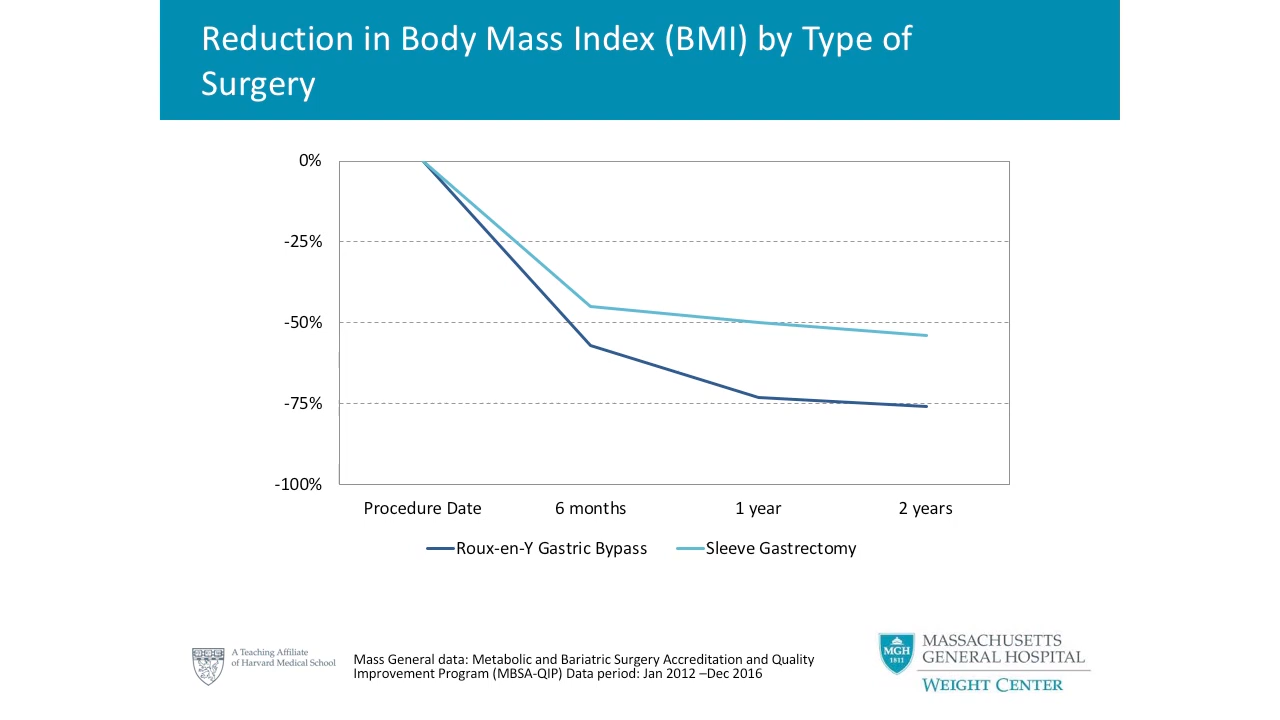 Reduction in Body Mass Index (BMI) by Type of
Surgery
0%
-25%
-50%
-75%
-100%
Procedure Date
6 months
1 year
2 years
Roux-en-Y Gastric Bypass
Sleeve Gastrectomy
A Teaching Affiliate
of Harvard Medical School
Mass General data: Metabolic and Bariatric Surgery Accreditation and Quality
Improvement Program (MBSA-QIP) Data period: Jan 2012 –Dec 2016
MGH
1811
MASSACHUSETTS
GENERAL HOSPITAL
WEIGHT CENTER